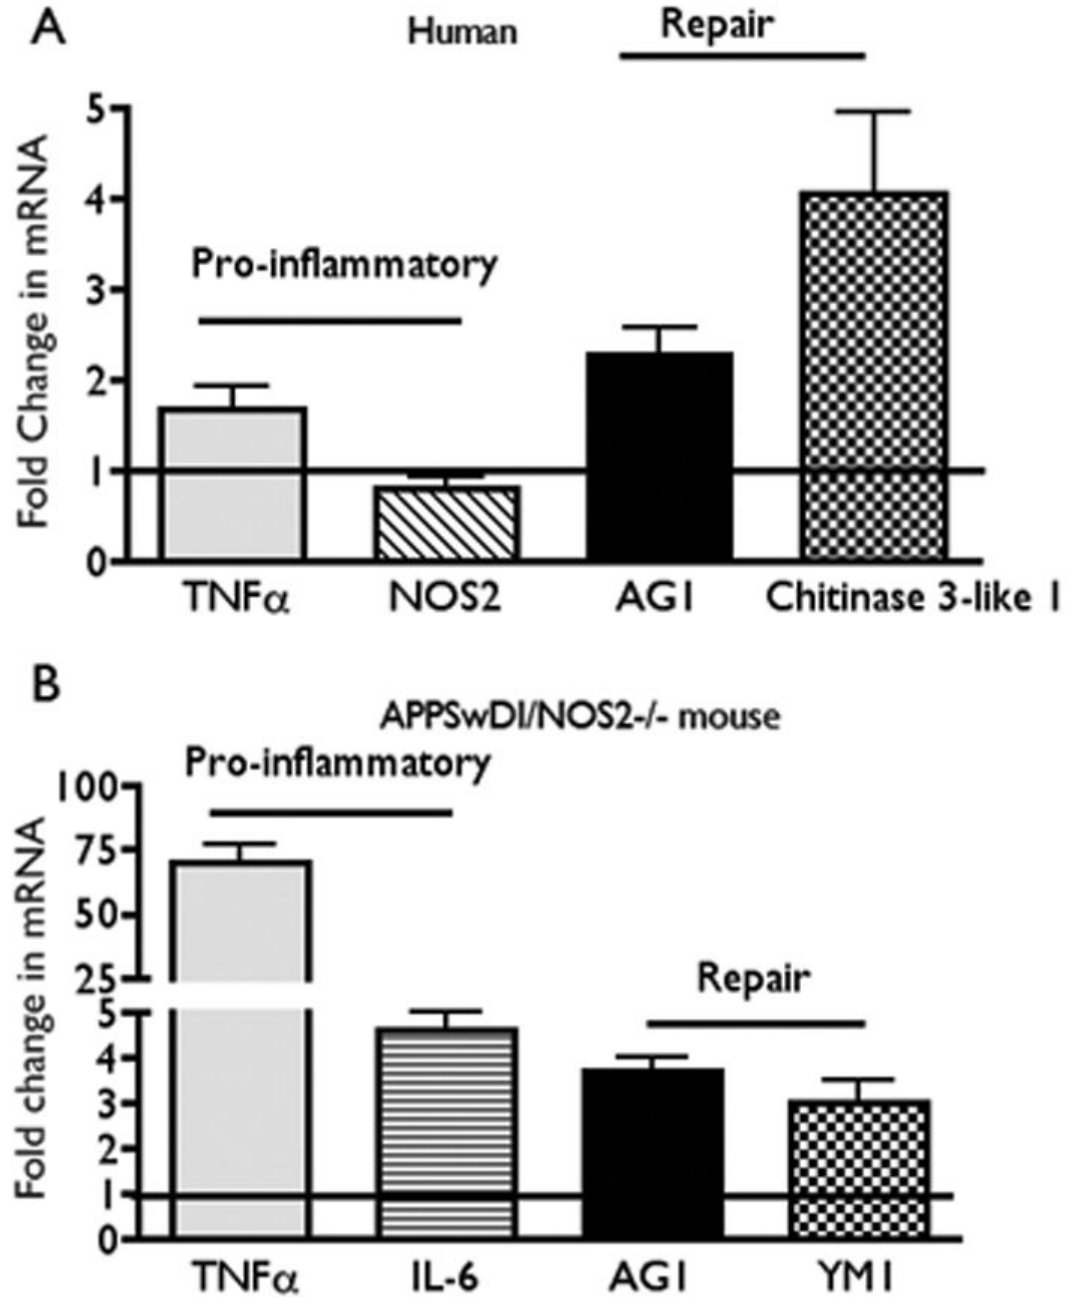 A
Human
Repair
Fold Change in mRNA
5
4
3
2
1
0
Pro-inflammatory
TNFα
NOS2
AG1
Chitinase 3-like 1
B
APPSwDI/NOS2-/- mouse
Pro-inflammatory
Fold change in mRNA
100
75
50
25
5
4
3
2
1
0
Repair
TNFα
IL-6
AG1
YM1